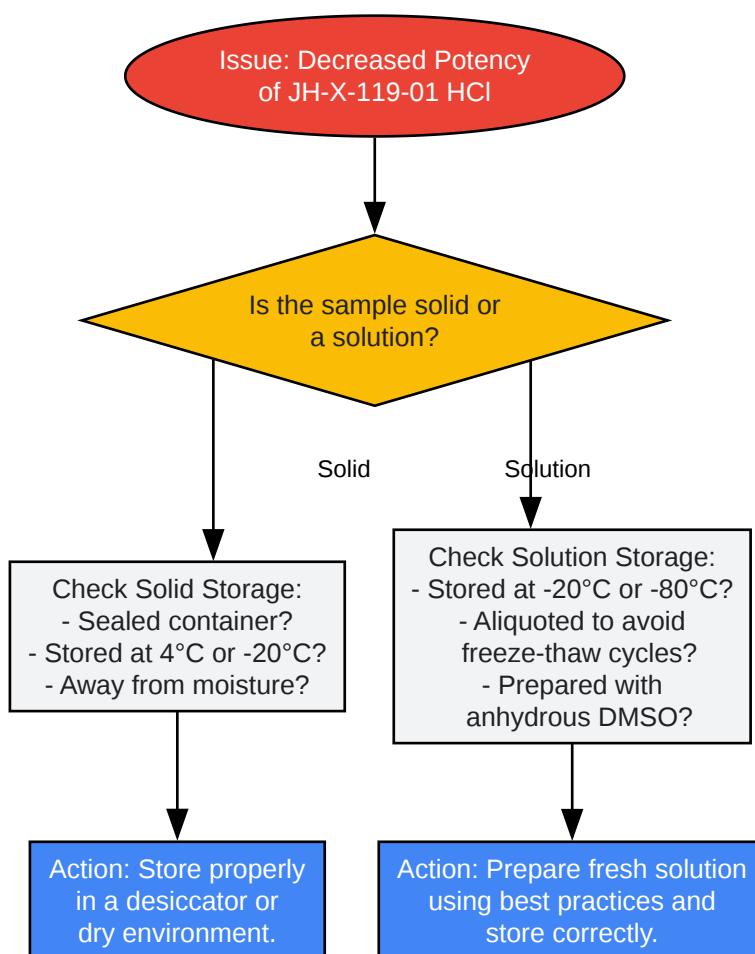 Issue: Decreased Potency
of JH-X-119-01 HCl
Is the sample solid or
a solution?
Solid
Solution
Check Solid Storage:
- Sealed container?
- Stored at 4°C or -20°C?
- Away from moisture?
Check Solution Storage:
- Stored at -20°C or -80°C?
- Aliquoted to avoid
freeze-thaw cycles?
- Prepared with
anhydrous DMSO?
Action: Store properly
in a desiccator or
dry environment.
Action: Prepare fresh solution
using best practices and
store correctly.